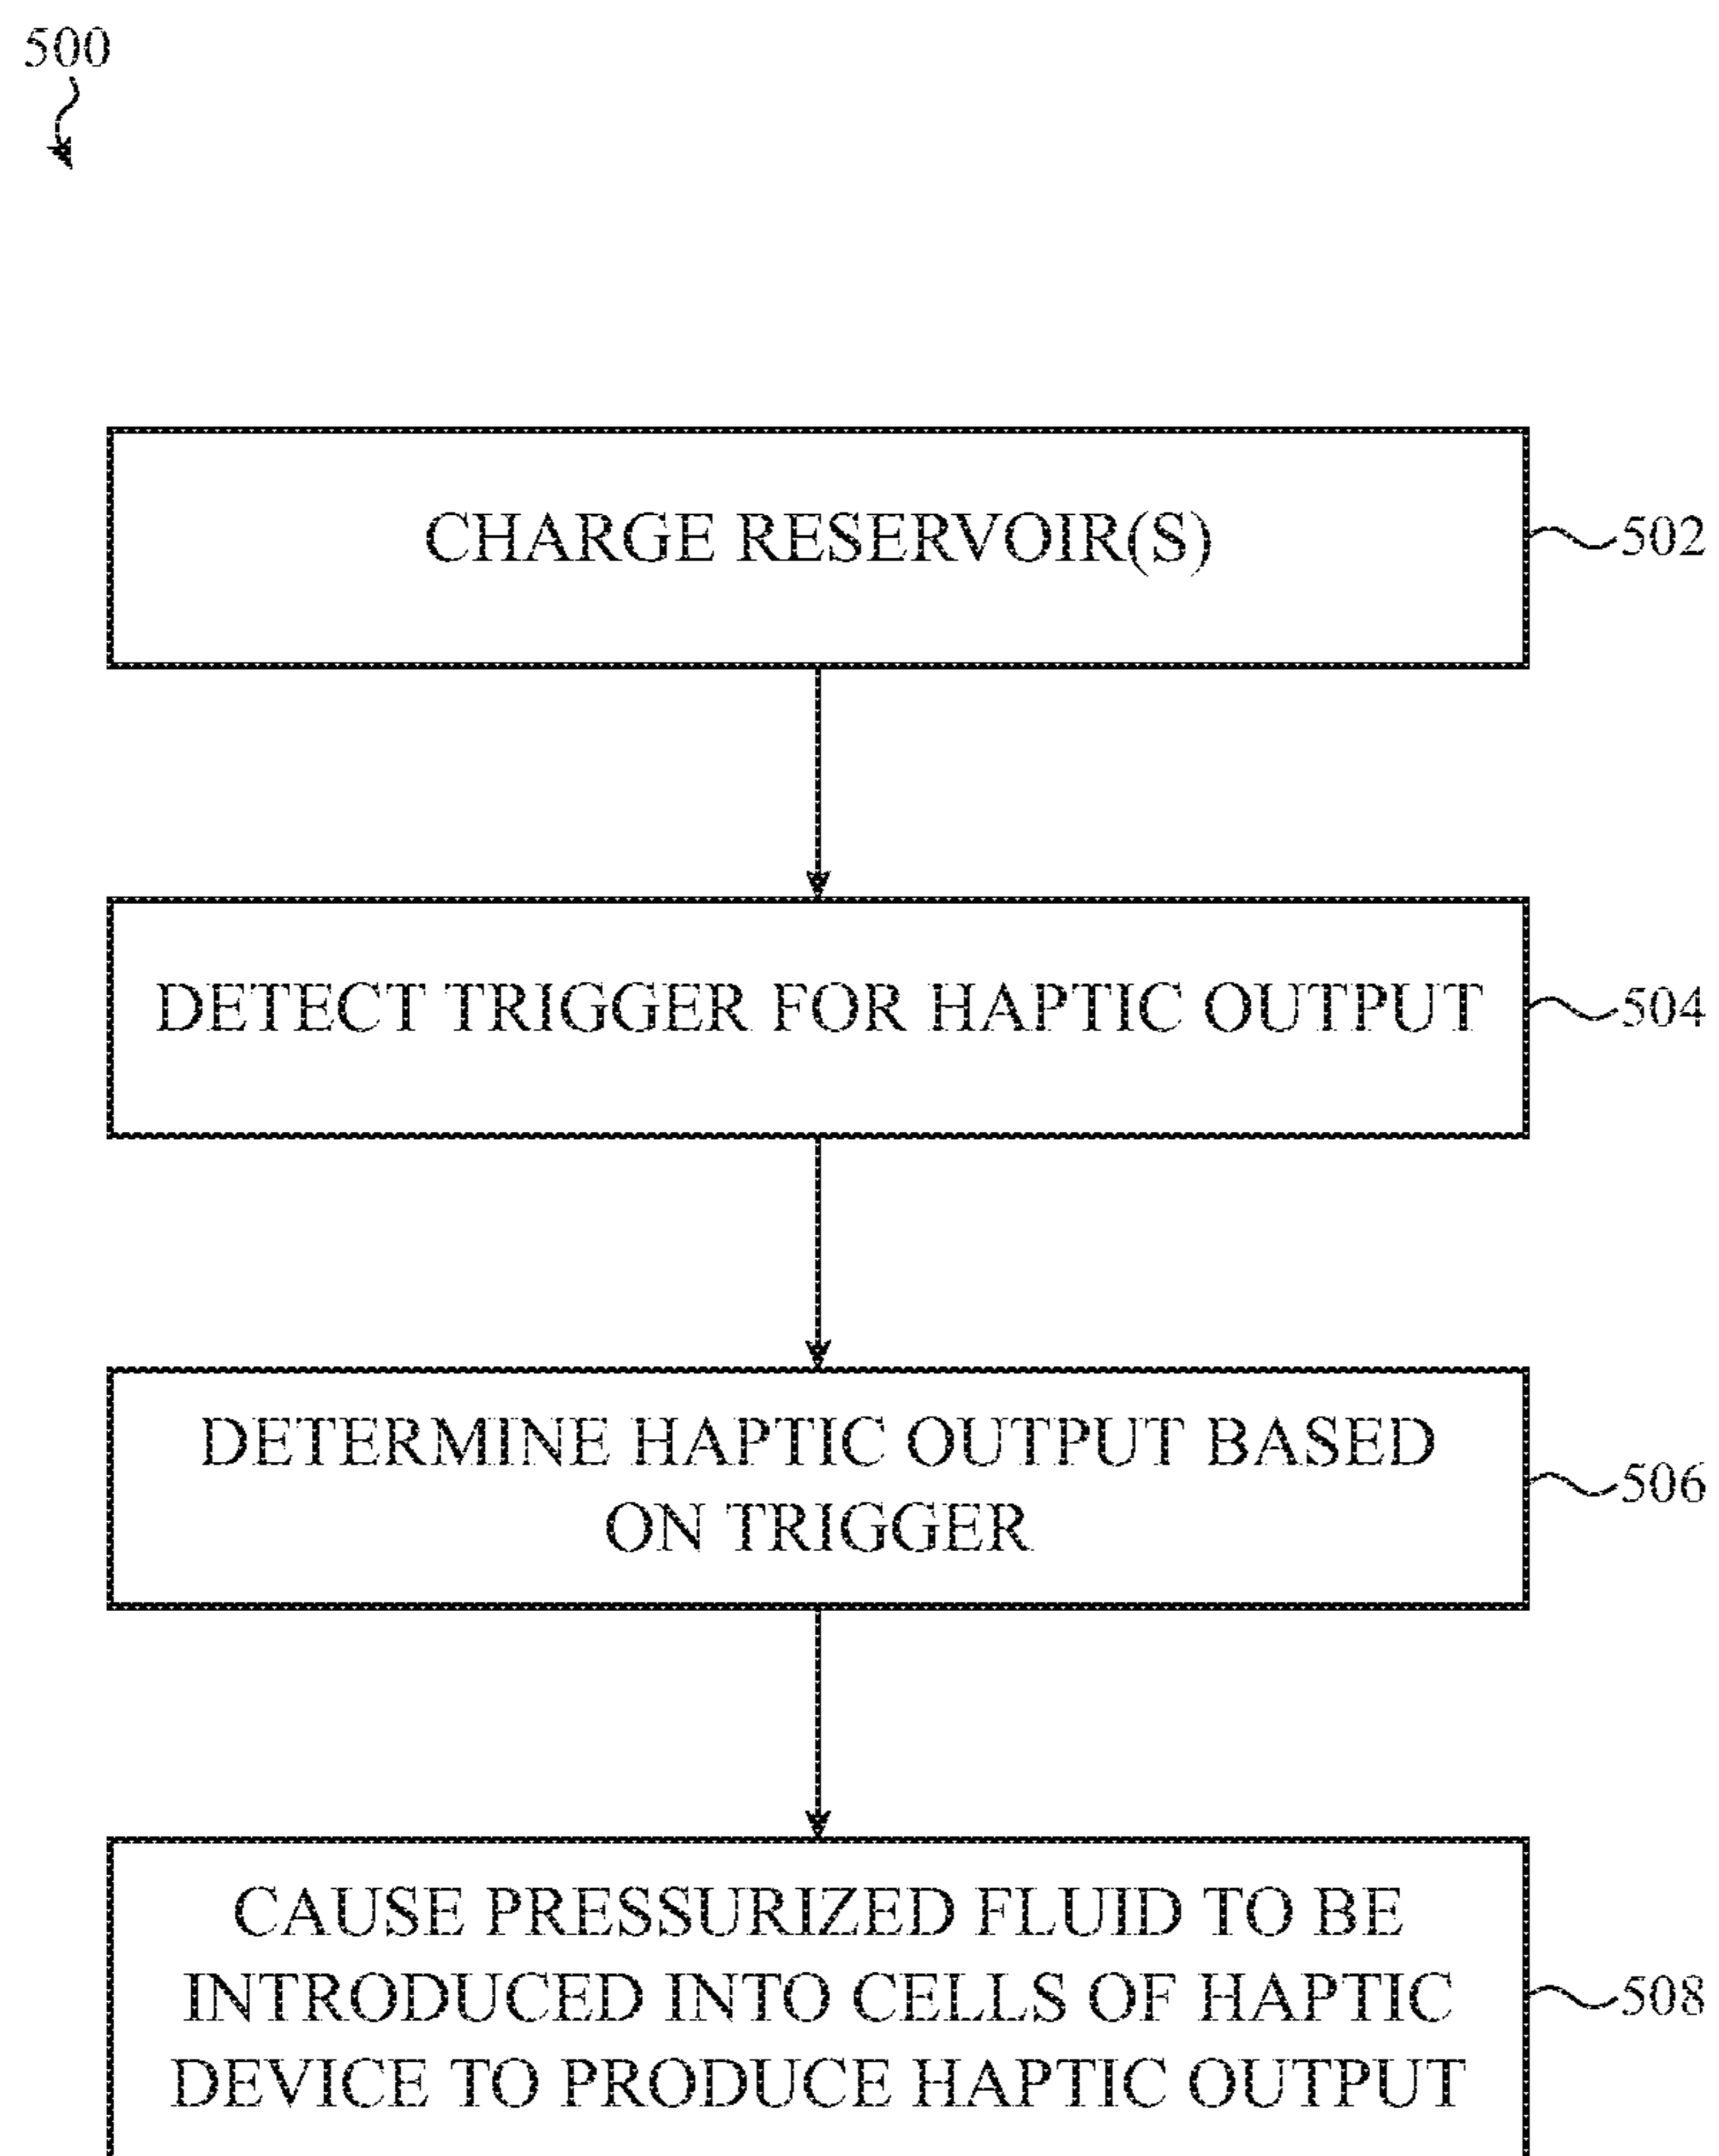 500
CHARGE RESERVOIR(S)
502
DETECT TRIGGER FOR HAPTIC OUTPUT
504
DETERMINE HAPTIC OUTPUT BASED
ON TRIGGER
506
CAUSE PRESSURIZED FLUID TO BE
INTRODUCED INTO CELLS OF HAPTIC
DEVICE TO PRODUCE HAPTIC OUTPUT
508